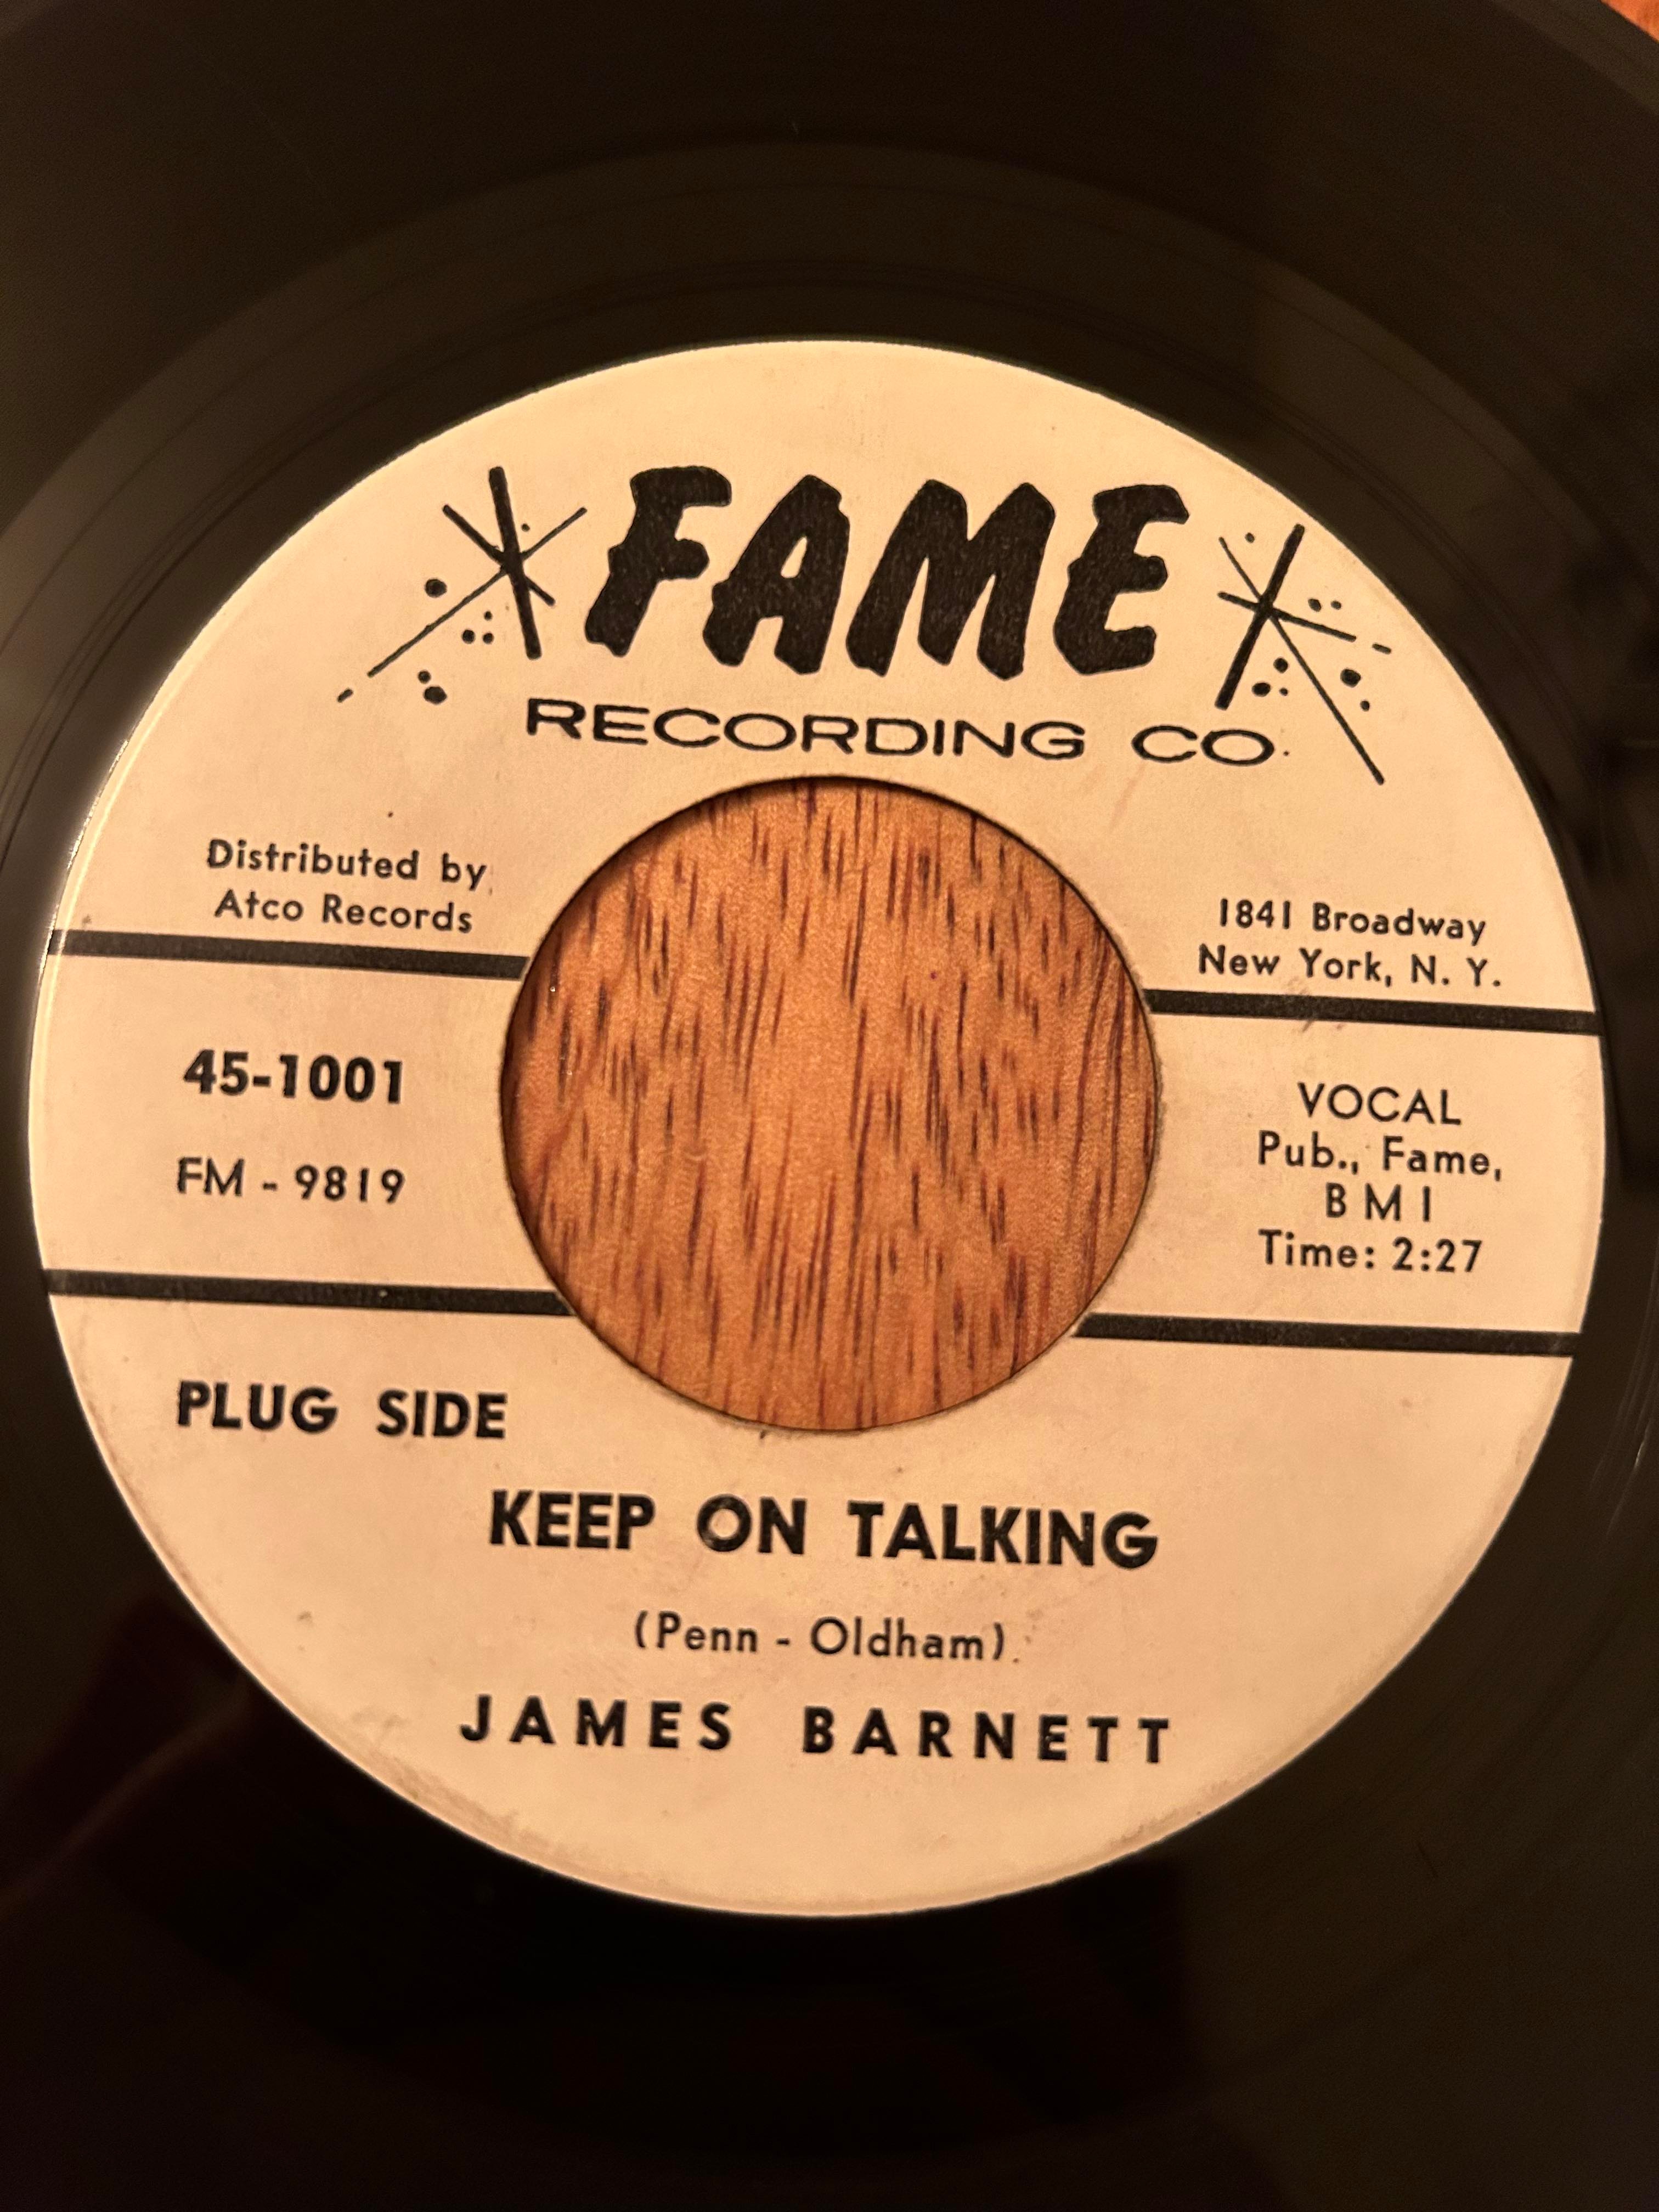 FAME
RECORDING CO.
Distributed by
Atco Records
1841 Broadway
New York, N. Y.
45-1001
FM - 9819
VOCAL
Pub., Fame,
B M I
Time: 2:27
PLUG SIDE
KEEP ON TALKING
(Penn - Oldham)
JAMES BARNETT